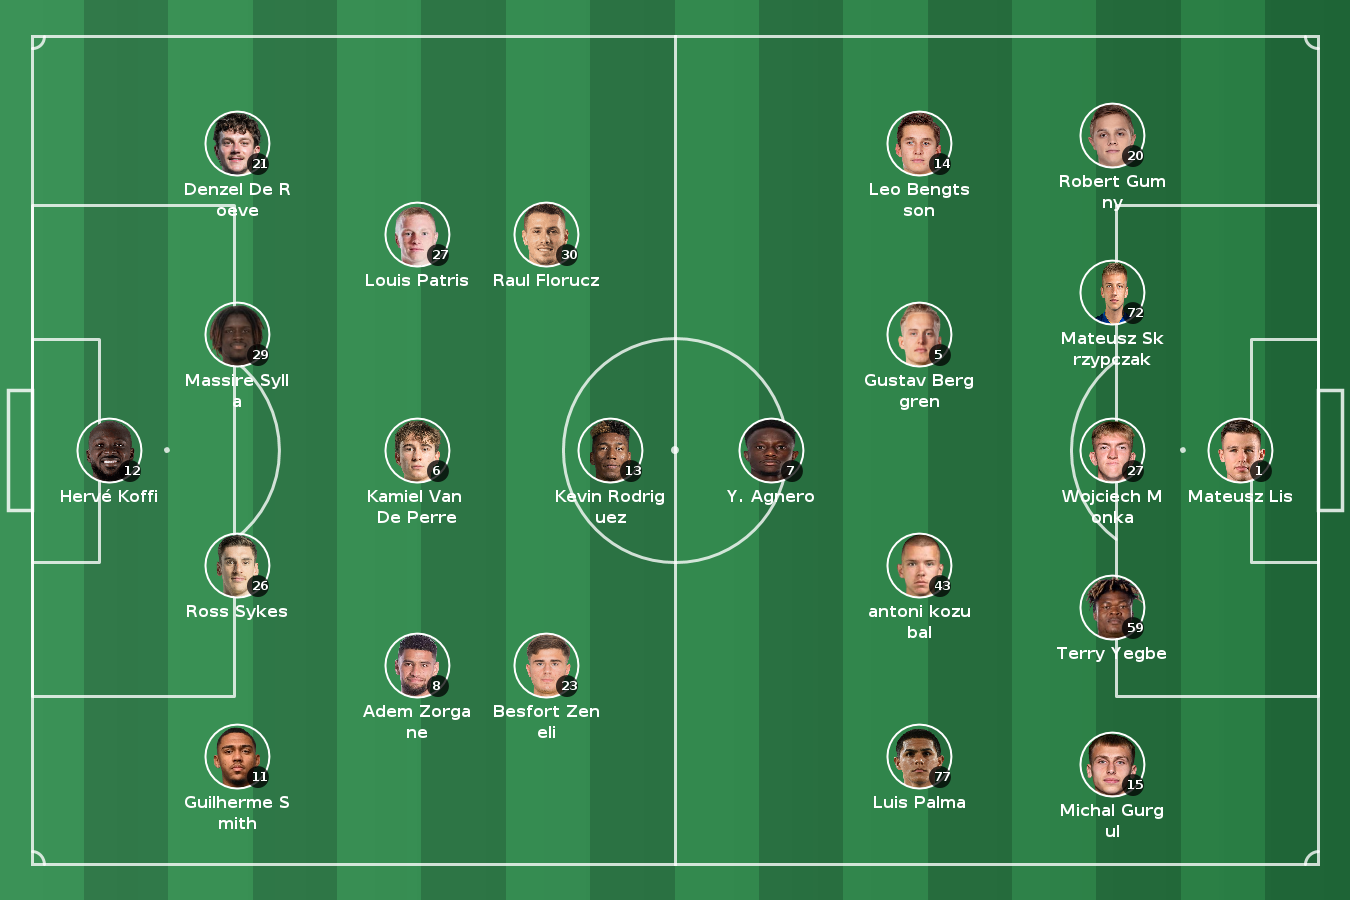 21
Denzel De R
oeve
29
Massire Syll
a
12
Hervé Koffi
26
Ross Sykes
11
Guilherme S
mith
27
Louis Patris
6
Kamiel Van
De Perre
8
Adem Zorga
ne
30
Raul Florucz
23
Besfort Zen
eli
13
Kevin Rodrig
uez
7
Y. Agnero
14
Leo Bengts
son
5
Gustav Berg
gren
43
antoni kozu
bal
77
Luis Palma
20
Robert Gum
ny
72
Mateusz Sk
rzypczak
27
Wojciech M
onka
59
Terry Yegbe
15
Michal Gurg
ul
1
Mateusz Lis